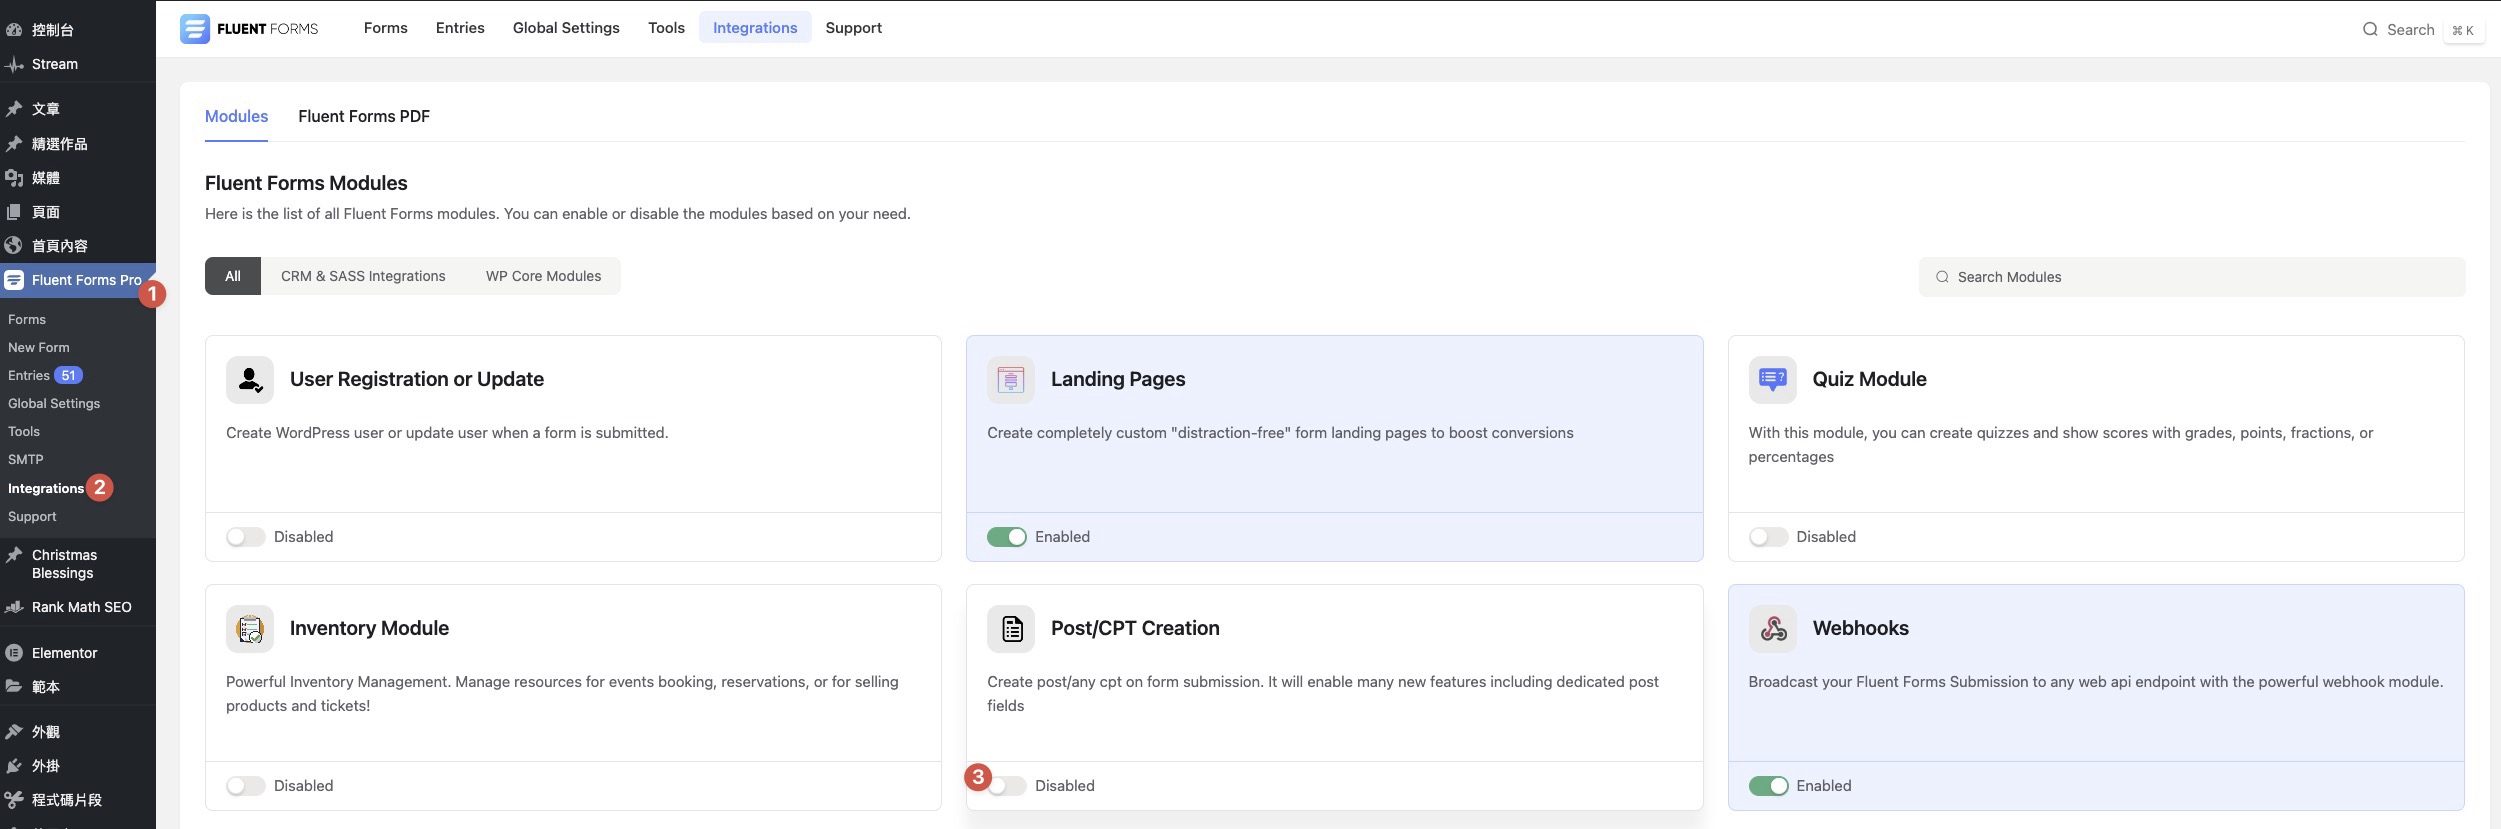 控制台
Stream
文章
精選作品
媒體
頁面
首頁內容
Fluent Forms Pro
1
Forms
New Form
Entries 51
Global Settings
Tools
SMTP
Integrations 2
Support
Christmas
Blessings
Rank Math SEO
Elementor
範本
外觀
外掛
程式碼片段
FLUENT FORMS
Forms
Entries
Global Settings
Tools
Integrations
Support
Search ⌘ K
Modules
Fluent Forms PDF
Fluent Forms Modules
Here is the list of all Fluent Forms modules. You can enable or disable the modules based on your need.
All
CRM & SASS Integrations
WP Core Modules
Search Modules
User Registration or Update
Create WordPress user or update user when a form is submitted.
Disabled
Landing Pages
Create completely custom "distraction-free" form landing pages to boost conversions
Enabled
Quiz Module
With this module, you can create quizzes and show scores with grades, points, fractions, or
percentages
Disabled
Inventory Module
Powerful Inventory Management. Manage resources for events booking, reservations, or for selling
products and tickets!
Disabled
Post/CPT Creation
Create post/any cpt on form submission. It will enable many new features including dedicated post
fields
3
Disabled
Webhooks
Broadcast your Fluent Forms Submission to any web api endpoint with the powerful webhook module.
Enabled